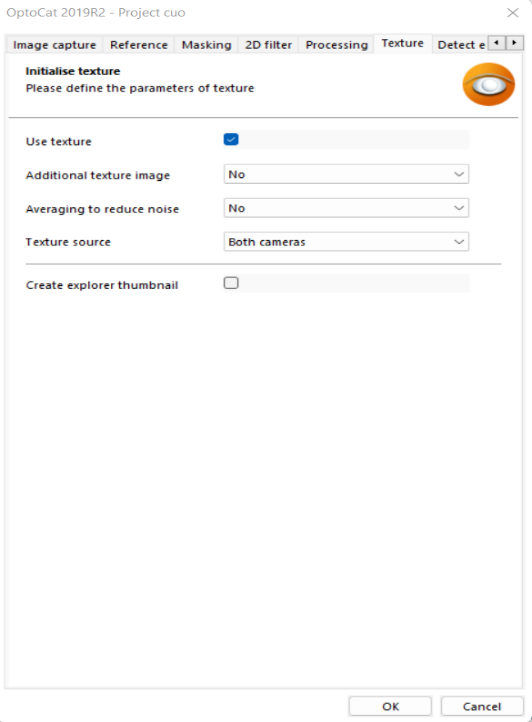 OptoCat 2019R2 - Project cuo
Image capture Reference Masking 2D filter Processing Texture Detect e
Initialise texture
Please define the parameters of texture
Use texture
Additional texture image No
Averaging to reduce noise No
Texture source Both cameras
Create explorer thumbnail
OK Cancel